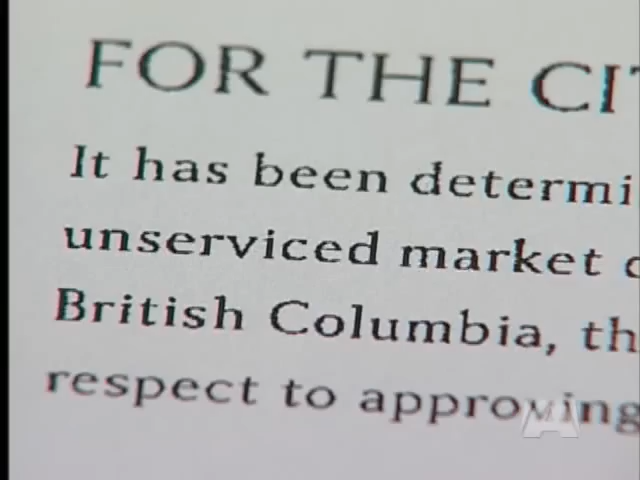 FOR THE CI
It has been determi
unserviced market
British Columbia, th
respect to approving